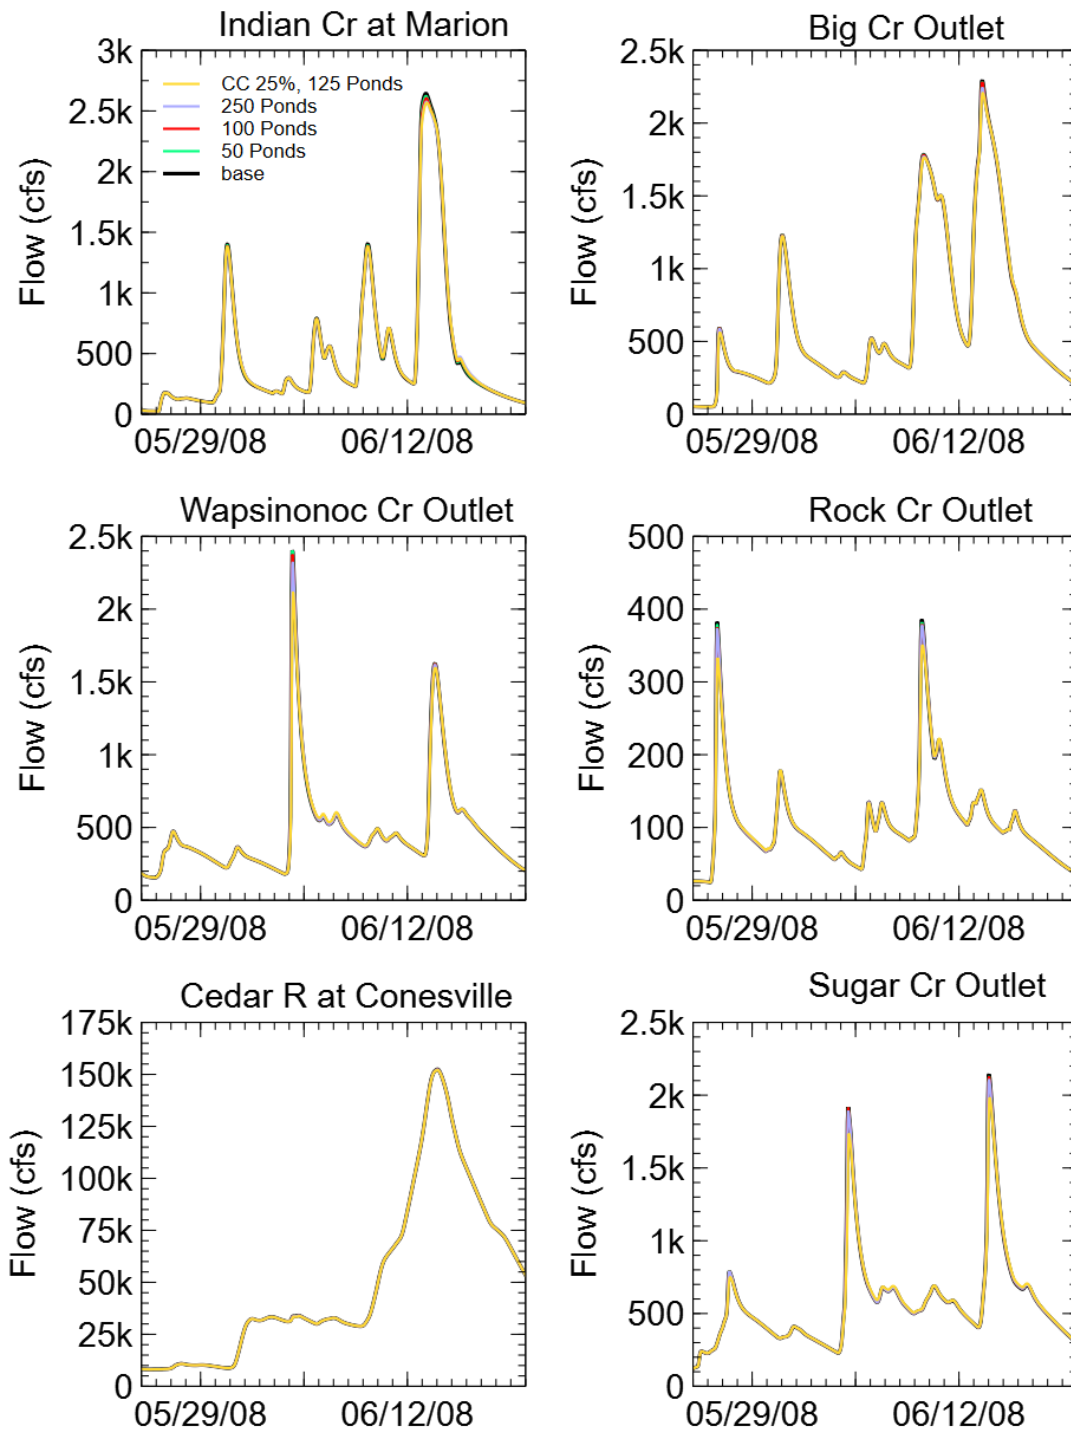 Indian Cr at Marion
3k
2.5k
2k
1.5k
1k
500
0
Flow (cfs)
CC 25%, 125 Ponds
250 Ponds
100 Ponds
50 Ponds
base
05/29/08 06/12/08
Big Cr Outlet
2.5k
2k
1.5k
1k
500
0
Flow (cfs)
05/29/08 06/12/08
Wapsinonoc Cr Outlet
2.5k
2k
1.5k
1k
500
0
Flow (cfs)
05/29/08 06/12/08
Rock Cr Outlet
500
400
300
200
100
0
Flow (cfs)
05/29/08 06/12/08
Cedar R at Conesville
175k
150k
125k
100k
75k
50k
25k
0
Flow (cfs)
05/29/08 06/12/08
Sugar Cr Outlet
2.5k
2k
1.5k
1k
500
0
Flow (cfs)
05/29/08 06/12/08